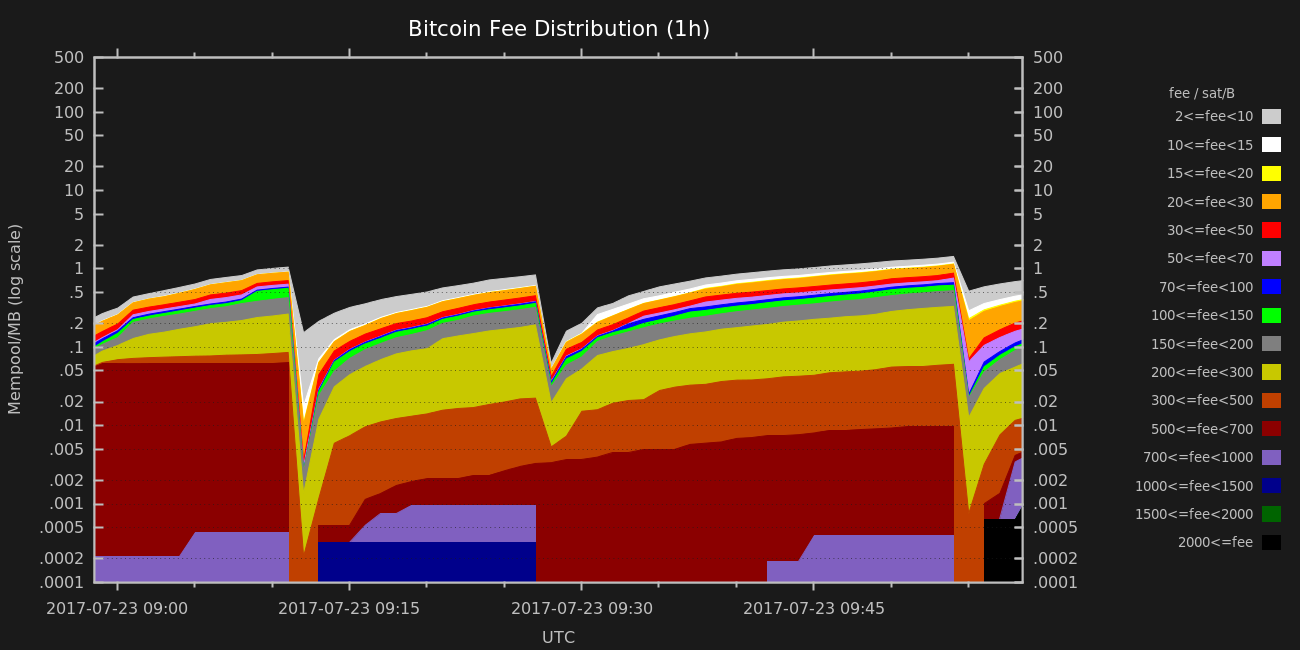 Bitcoin Fee Distribution (1h)
Mempool/MB (log scale)
500
200
100
50
20
10
5
2
1
.5
.2
.1
.05
.02
.01
.005
.002
.001
.0005
.0002
.0001
500
200
100
50
20
10
5
2
1
.5
.2
.1
.05
.02
.01
.005
.002
.001
.0005
.0002
.0001
2017-07-23 09:00 2017-07-23 09:15 2017-07-23 09:30 2017-07-23 09:45
UTC
fee / sat/B
2<=fee<10
10<=fee<15
15<=fee<20
20<=fee<30
30<=fee<50
50<=fee<70
70<=fee<100
100<=fee<150
150<=fee<200
200<=fee<300
300<=fee<500
500<=fee<700
700<=fee<1000
1000<=fee<1500
1500<=fee<2000
2000<=fee